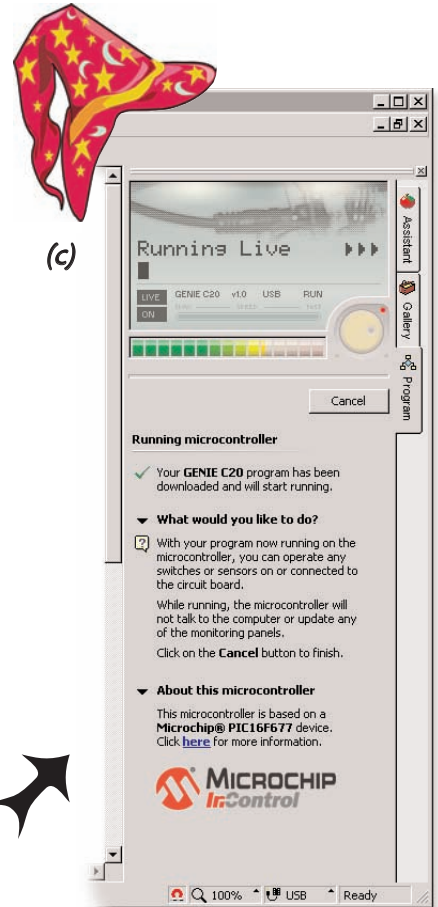 (c)
Running Live
LIVE GENIE C20 v1.0 USB RUN
ON
Assistant
Gallery
Program
Cancel
Running microcontroller
Your GENIE C20 program has been
downloaded and will start running.
What would you like to do?
With your program now running on the
microcontroller, you can operate any
switches or sensors on or connected to
the circuit board.
While running, the microcontroller will
not talk to the computer or update any
of the monitoring panels.
Click on the Cancel button to finish.
About this microcontroller
This microcontroller is based on a
Microchip® PIC16F677 device.
Click here for more information.
MICROCHIP
InControl
100% USB Ready